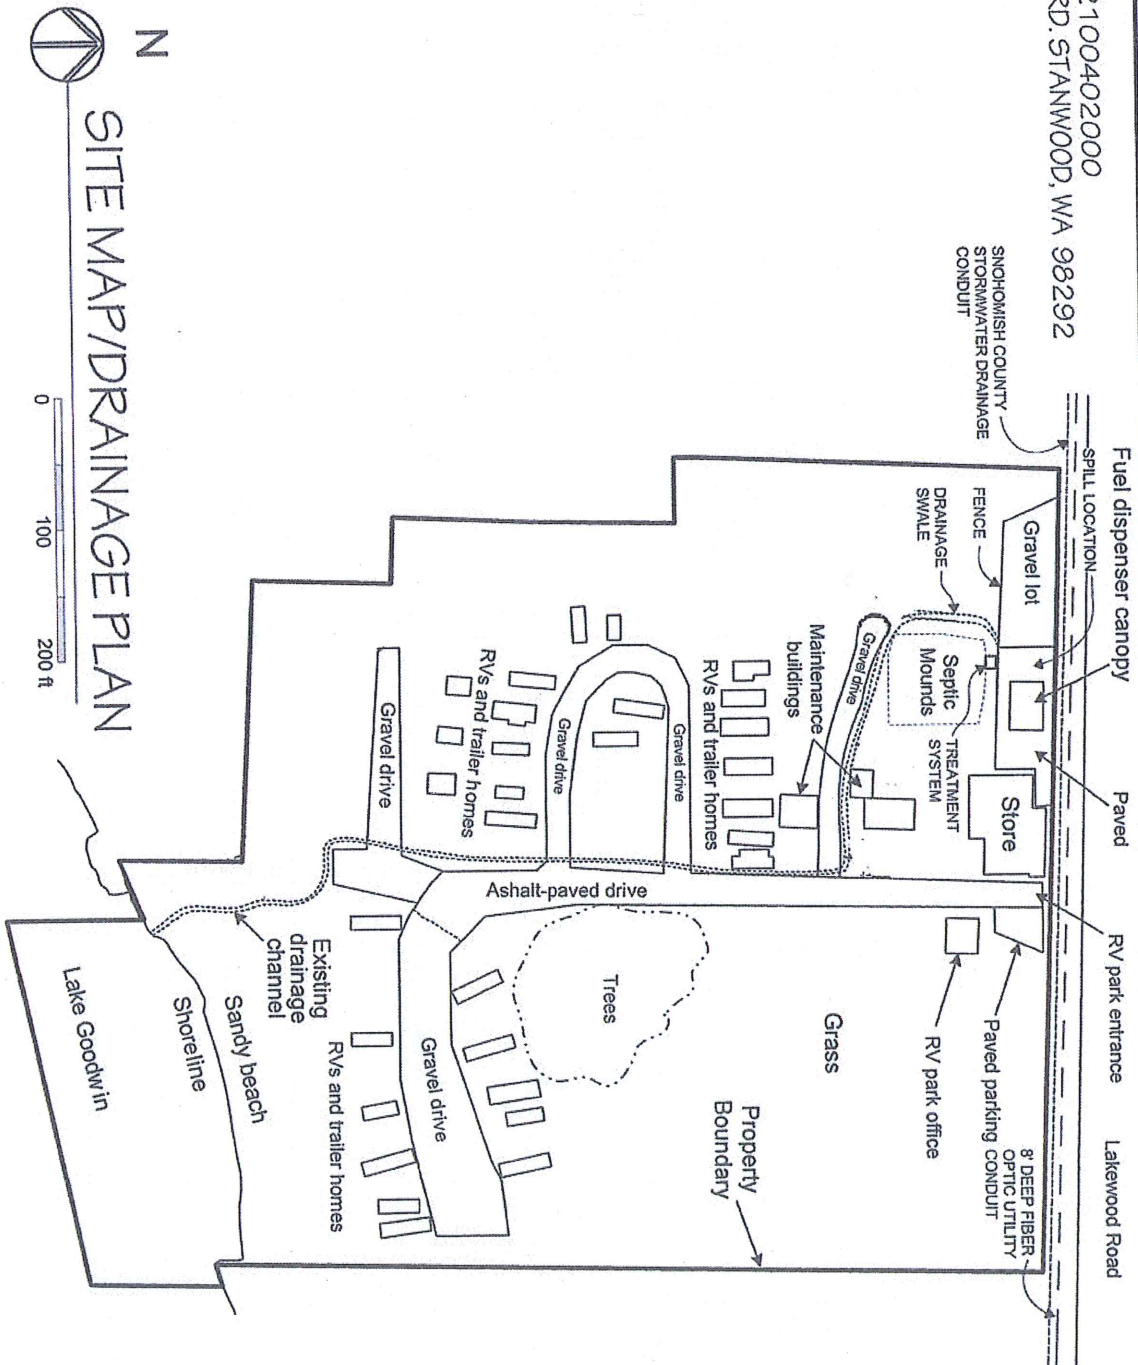 2100402000
RD. STANWOOD, WA 98292
Fuel dispenser canopy
SPILL LOCATION
Paved
RV park entrance
Lakewood Road
SNOHOMISH COUNTY
STORMWATER DRAINAGE
CONDUIT
FENCE
DRAINAGE
SWALE
Gravel lot
Store
TREATMENT
SYSTEM
Septic
Mounds
Paved parking
RV park office
8' DEEP FIBER
OPTIC UTILITY
CONDUIT
Gravel drive
Maintenance
buildings
Grass
Property
Boundary
RVs and trailer homes
Gravel drive
Gravel drive
Trees
Ashalt-paved drive
RVs and trailer homes
Gravel drive
Gravel drive
RVs and trailer homes
Existing
drainage
channel
Sandy beach
Shoreline
Lake Goodwin
N
SITE MAP/DRAINAGE PLAN
0
100
200 ft